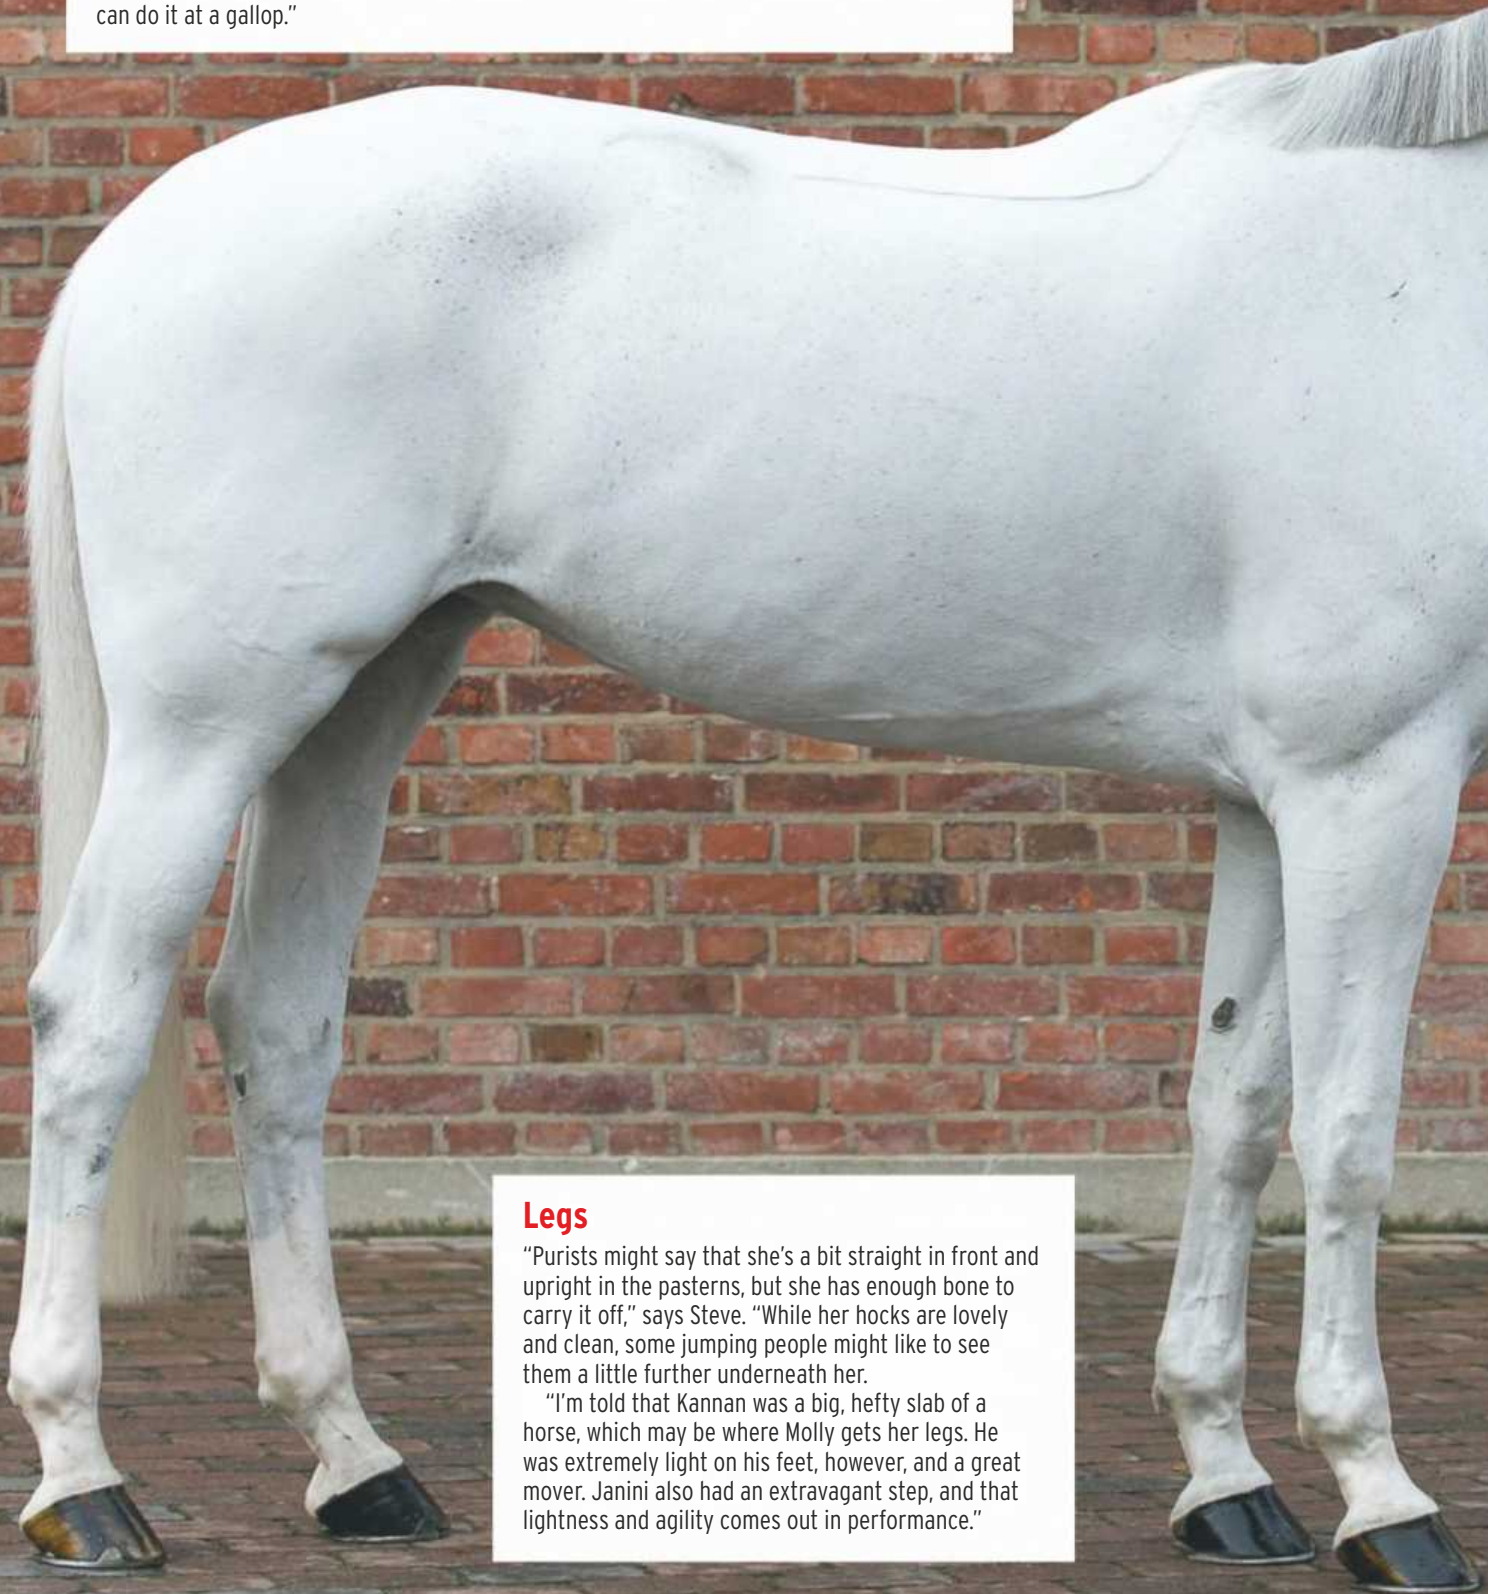 can do it at a gallop.”
Legs
“Purists might say that she’s a bit straight in front and
upright in the pasterns, but she has enough bone to
carry it off,” says Steve. “While her hocks are lovely
and clean, some jumping people might like to see
them a little further underneath her.
“I’m told that Kannan was a big, hefty slab of a
horse, which may be where Molly gets her legs. He
was extremely light on his feet, however, and a great
mover. Janini also had an extravagant step, and that
lightness and agility comes out in performance.”